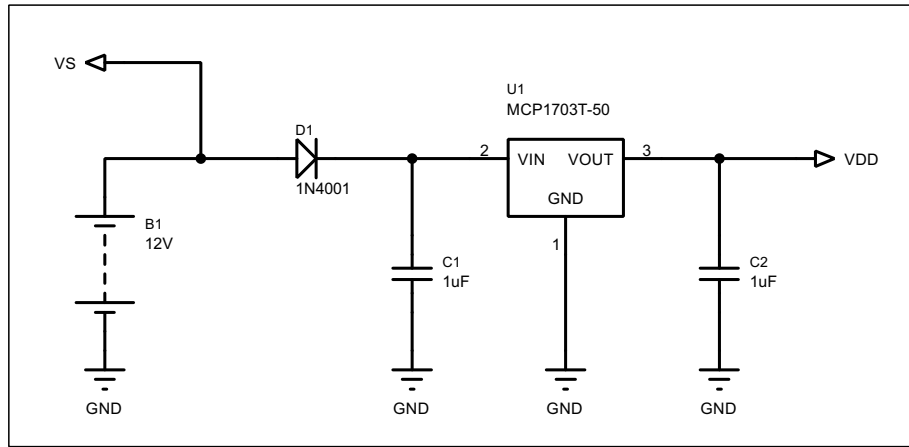 VS
U1
MCP1703T-50
D1
1N4001
2
VIN
VOUT
3
VDD
GND
1
B1
12V
C1
1uF
C2
1uF
GND
GND
GND
GND